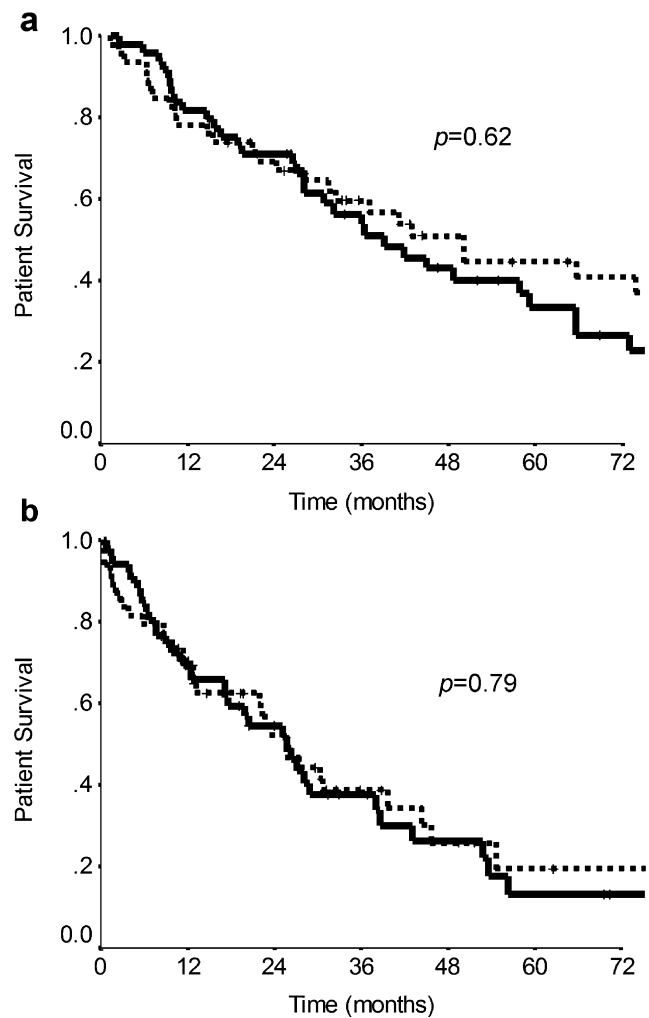 a
1.0
.8
.6
.4
.2
0.0
Patient Survival
p=0.62
0 12 24 36 48 60 72
Time (months)
b
1.0
.8
.6
.4
.2
0.0
Patient Survival
p=0.79
0 12 24 36 48 60 72
Time (months)